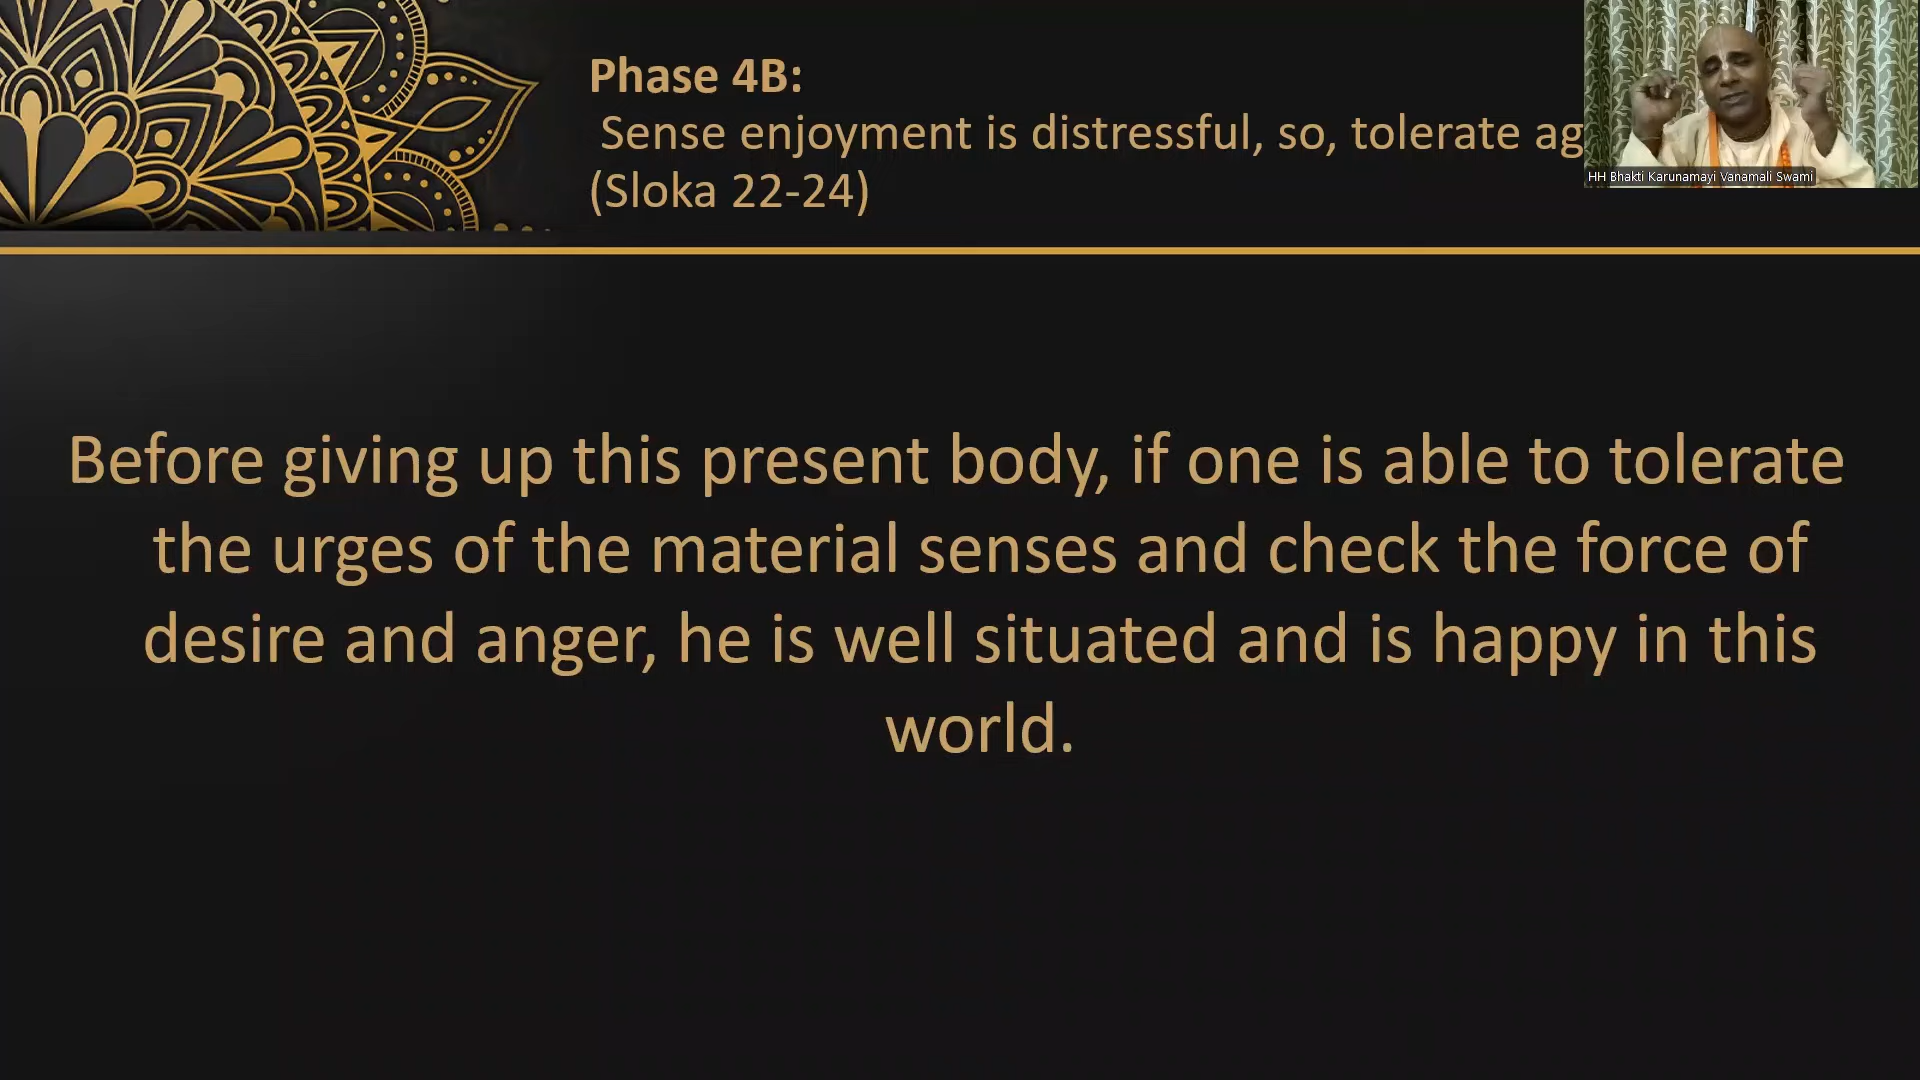 Phase 4B:
Sense enjoyment is distressful, so, tolerate
(Sloka 22-24)
HH Bhakti Karunamayi Vanamali Swami
Before giving up this present body, if one is able to tolerate
the urges of the material senses and check the force of
desire and anger, he is well situated and is happy in this
world.